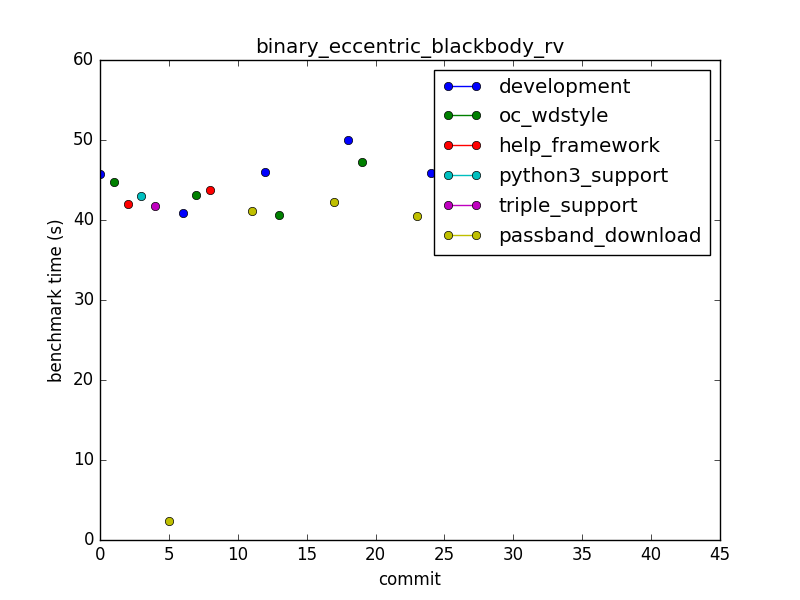 binary_eccentric_blackbody_rv
60
50
40
30
20
10
0
benchmark time (s)
development
oc_wdstyle
help_framework
python3_support
triple_support
passband_download
0 5 10 15 20 25 30 35 40 45
commit